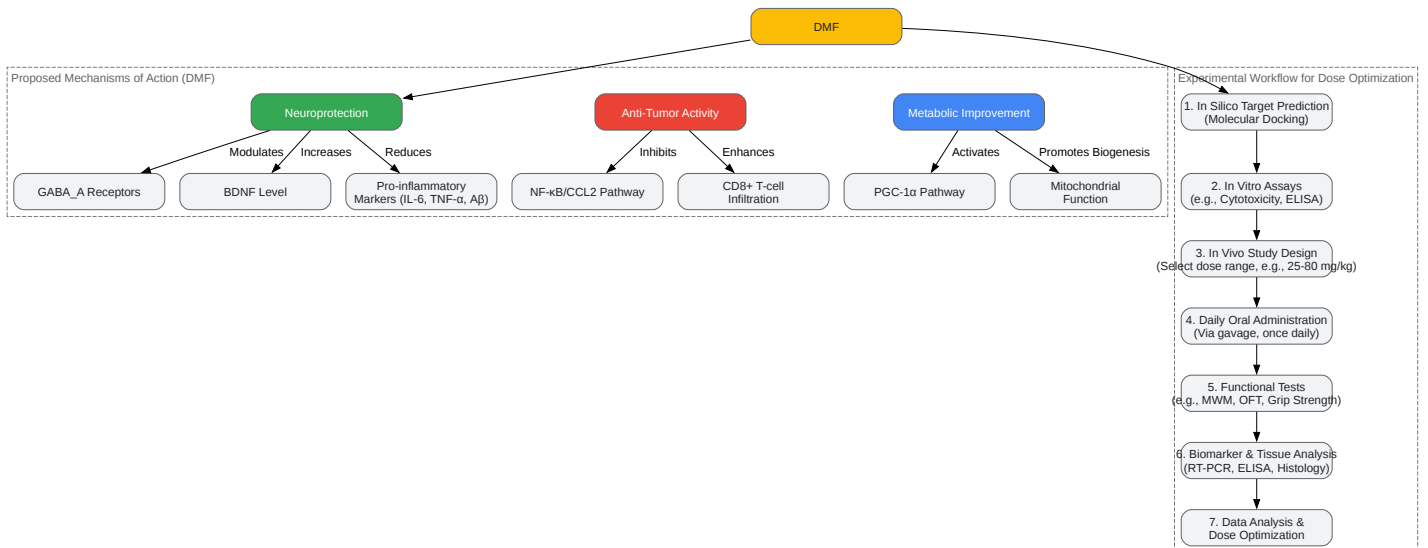 DMF
Proposed Mechanisms of Action (DMF)
Experimental Workflow for Dose Optimization
Neuroprotection
Anti-Tumor Activity
Metabolic Improvement
Modulates
Increases
Reduces
Inhibits
Enhances
Activates
Promotes Biogenesis
GABA_A Receptors
BDNF Level
Pro-inflammatory
Markers (IL-6, TNF-α, Aβ)
NF-κB/CCL2 Pathway
CD8+ T-cell
Infiltration
PGC-1α Pathway
Mitochondrial
Function
1. In Silico Target Prediction
(Molecular Docking)
2. In Vitro Assays
(e.g., Cytotoxicity, ELISA)
3. In Vivo Study Design
(Select dose range, e.g., 25-80 mg/kg)
4. Daily Oral Administration
(Via gavage, once daily)
5. Functional Tests
(e.g., MWM, OFT, Grip Strength)
6. Biomarker & Tissue Analysis
(RT-PCR, ELISA, Histology)
7. Data Analysis &
Dose Optimization